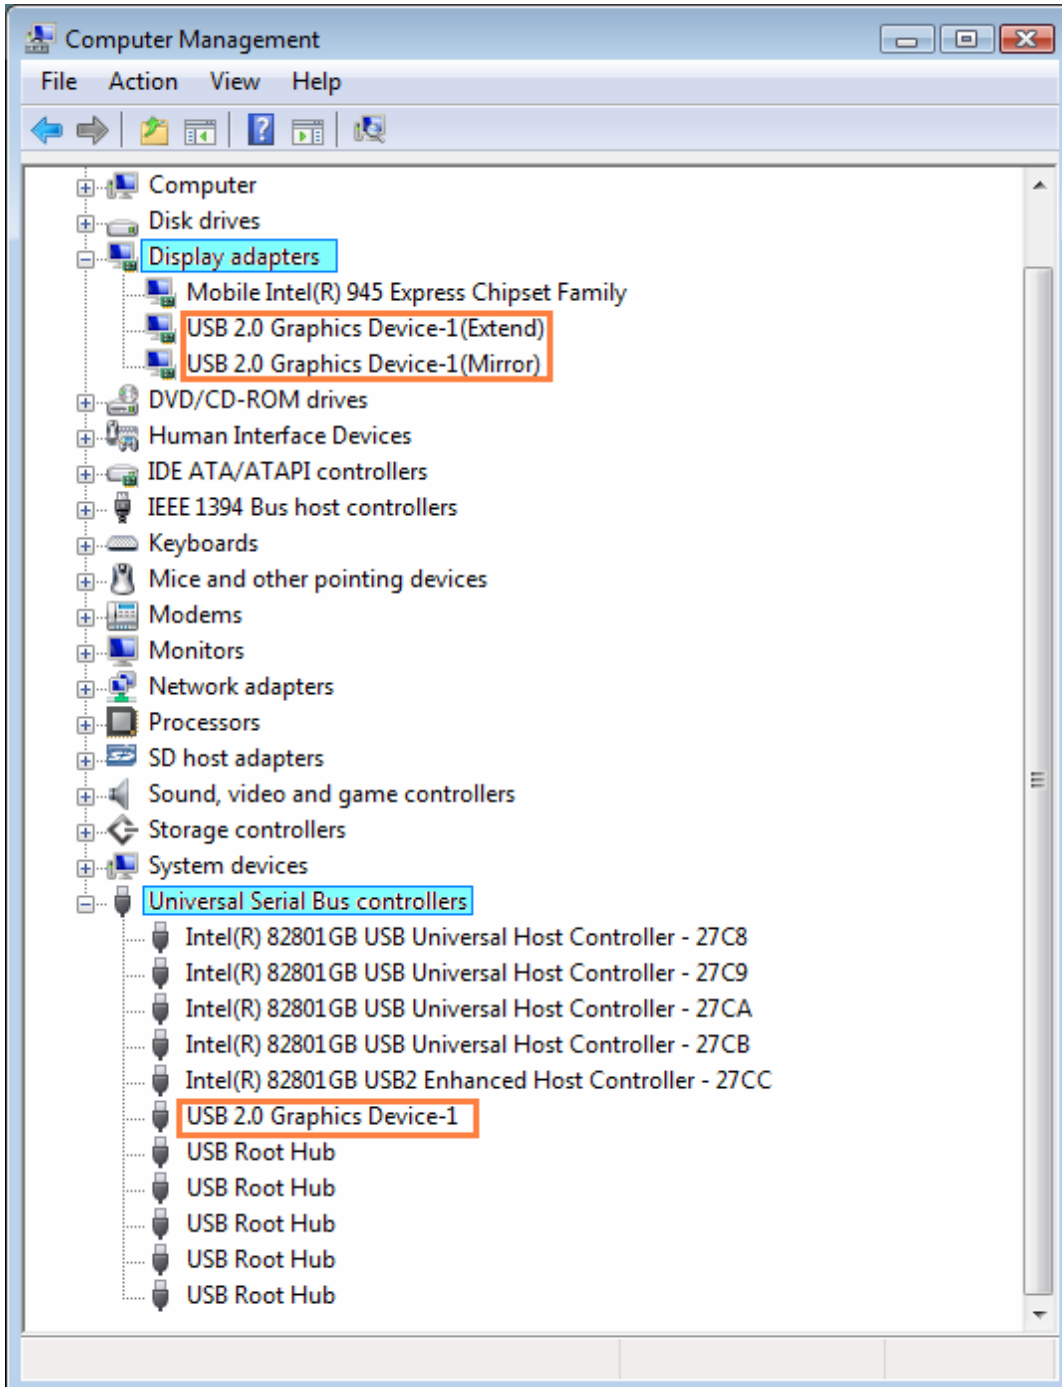 Computer Management
File Action View Help
Computer
Disk drives
Display adapters
Mobile Intel(R) 945 Express Chipset Family
USB 2.0 Graphics Device-1(Extend)
USB 2.0 Graphics Device-1(Mirror)
DVD/CD-ROM drives
Human Interface Devices
IDE ATA/ATAPI controllers
IEEE 1394 Bus host controllers
Keyboards
Mice and other pointing devices
Modems
Monitors
Network adapters
Processors
SD host adapters
Sound, video and game controllers
Storage controllers
System devices
Universal Serial Bus controllers
Intel(R) 82801GB USB Universal Host Controller - 27C8
Intel(R) 82801GB USB Universal Host Controller - 27C9
Intel(R) 82801GB USB Universal Host Controller - 27CA
Intel(R) 82801GB USB Universal Host Controller - 27CB
Intel(R) 82801GB USB2 Enhanced Host Controller - 27CC
USB 2.0 Graphics Device-1
USB Root Hub
USB Root Hub
USB Root Hub
USB Root Hub
USB Root Hub